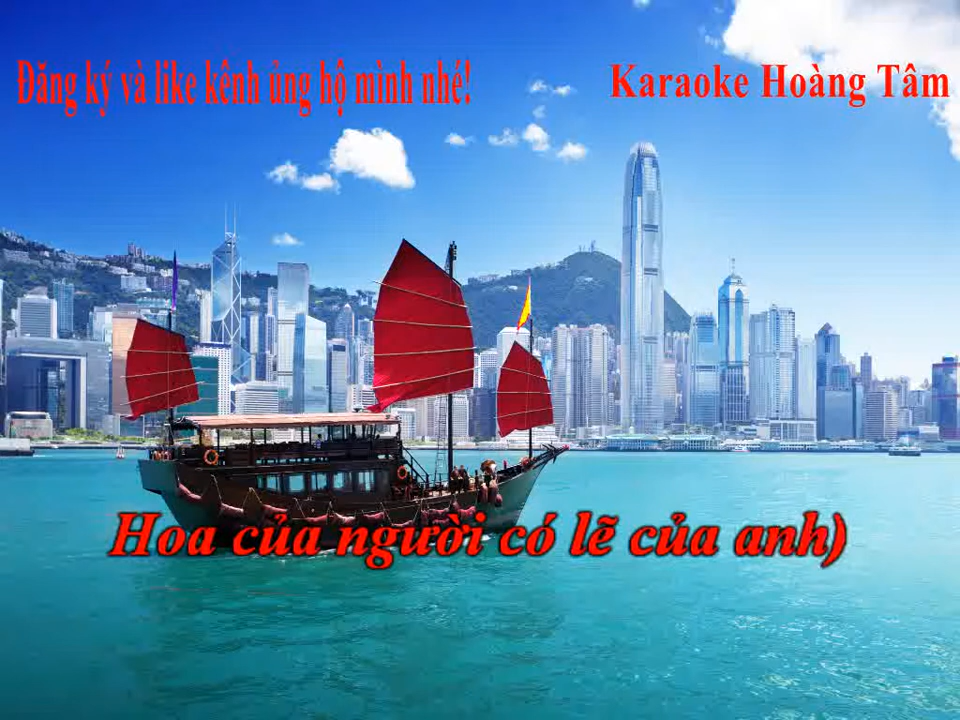 Đăng ký và like kênh ủng hộ mình nhé!
Karaoke Hoàng Tâm
Hoa của người có lẽ của anh)